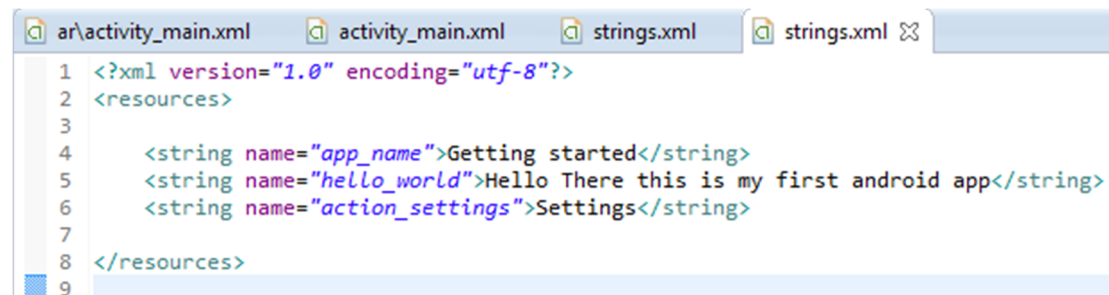 ar\activity_main.xml activity_main.xml strings.xml strings.xml
1 <?xml version="1.0" encoding="utf-8"?>
2 <resources>
3
4 <string name="app_name">Getting started</string>
5 <string name="hello_world">Hello There this is my first android app</string>
6 <string name="action_settings">Settings</string>
7
8 </resources>
9